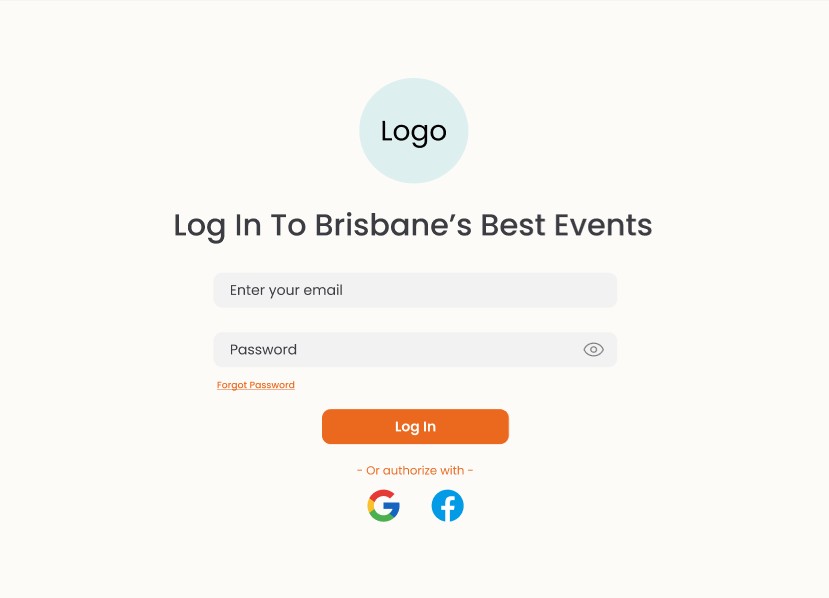 Logo
Log In To Brisbane’s Best Events
Enter your email
Password
Forgot Password
Log In
- Or authorize with -